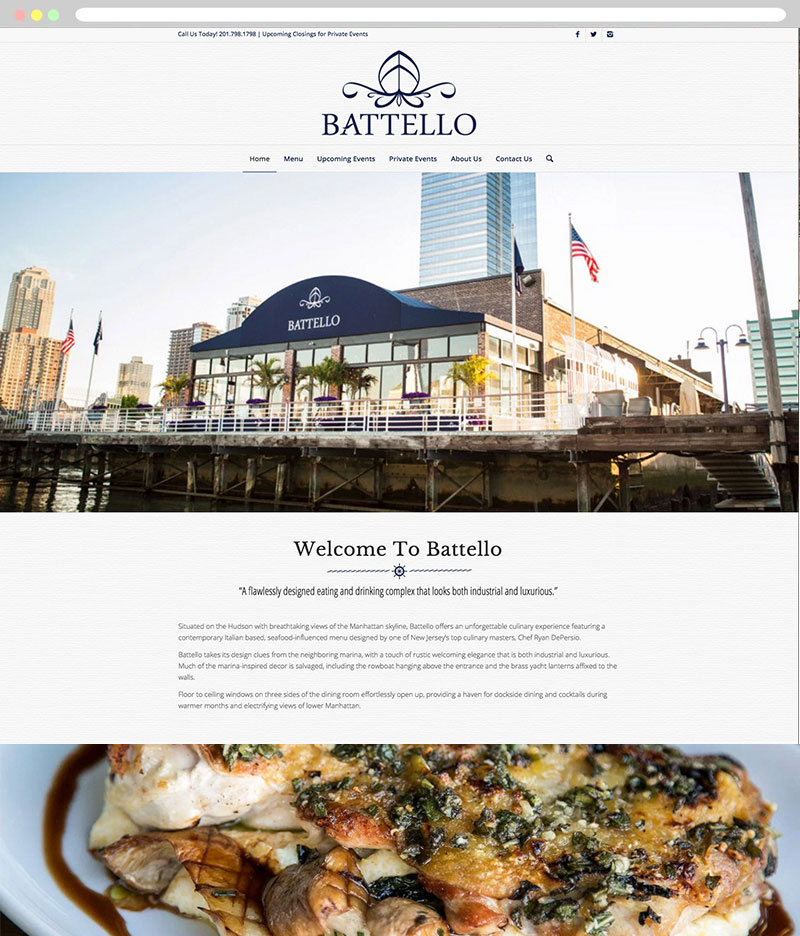 Call Us Today! 201.798.1798 | Upcoming Closings for Private Events
BATTELLO
Home Menu Upcoming Events Private Events About Us Contact Us
BATTELLO
Welcome To Battello
“A flawlessly designed eating and drinking complex that looks both industrial and luxurious.”
Situated on the Hudson with breathtaking views of the Manhattan skyline, Battello offers an unforgettable culinary experience featuring a
contemporary Italian based, seafood-influenced menu designed by one of New Jersey's top culinary masters, Chef Ryan DePersio.
Battello takes its design clues from the neighboring marina, with a touch of rustic welcoming elegance that is both industrial and luxurious.
Much of the marina-inspired decor is salvaged, including the rowboat hanging above the entrance and the brass yacht lanterns affixed to the
walls.
Floor to ceiling windows on three sides of the dining room effortlessly open up, providing a haven for dockside dining and cocktails during
warmer months and electrifying views of lower Manhattan.